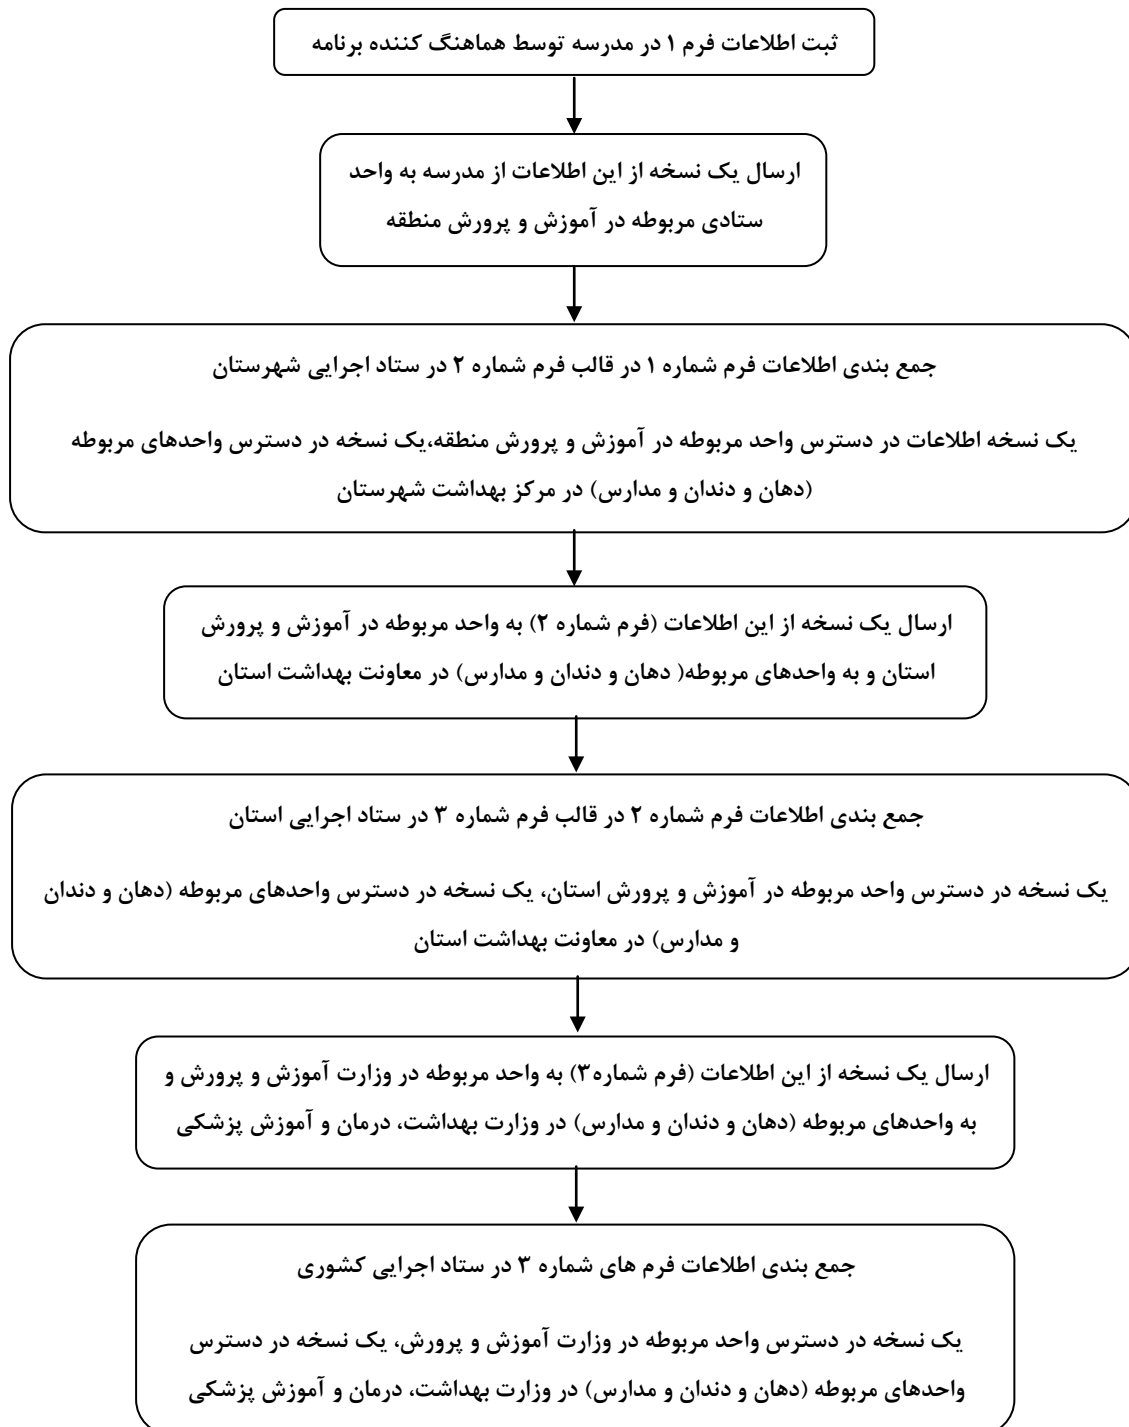 ثبت اطلاعات فرم ۱ در مدرسه توسط هماهنگ کننده برنامه
ارسال یک نسخه از این اطلاعات از مدرسه به واحد
ستادی مربوطه در آموزش و پرورش منطقه
جمع بندی اطلاعات فرم شماره ۱ در قالب فرم شماره ۲ در ستاد اجرایی شهرستان
یک نسخه اطلاعات در دسترس واحد مربوطه در آموزش و پرورش منطقه،یک نسخه در دسترس واحدهای مربوطه
(دهان و دندان و مدارس) در مرکز بهداشت شهرستان
ارسال یک نسخه از این اطلاعات (فرم شماره ۲) به واحد مربوطه در آموزش و پرورش
استان و به واحدهای مربوطه( دهان و دندان و مدارس) در معاونت بهداشت استان
جمع بندی اطلاعات فرم شماره ۲ در قالب فرم شماره ۳ در ستاد اجرایی استان
یک نسخه در دسترس واحد مربوطه در آموزش و پرورش استان، یک نسخه در دسترس واحدهای مربوطه (دهان و دندان
و مدارس) در معاونت بهداشت استان
ارسال یک نسخه از این اطلاعات (فرم شماره۳) به واحد مربوطه در وزارت آموزش و پرورش و
به واحدهای مربوطه (دهان و دندان و مدارس) در وزارت بهداشت، درمان و آموزش پزشکی
جمع بندی اطلاعات فرم های شماره ۳ در ستاد اجرایی کشوری
یک نسخه در دسترس واحد مربوطه در وزارت آموزش و پرورش، یک نسخه در دسترس
واحدهای مربوطه (دهان و دندان و مدارس) در وزارت بهداشت، درمان و آموزش پزشکی